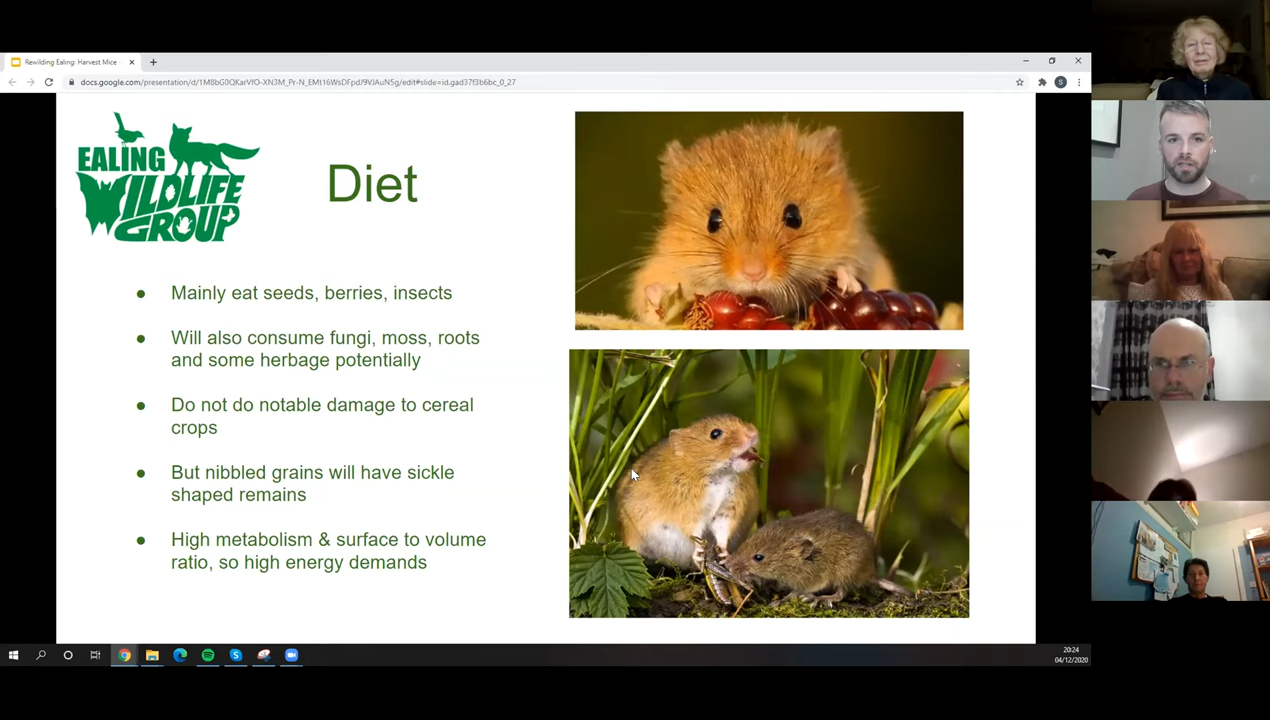 Rewilding Ealing: Harvest Mice
docs.google.com/presentation/d/1M8bG0QKarVfO-XN3M_Pr-N_EMt16WsDFpdJ9VJAuN5g/edit#slide=id.gad37f3b6bc_0_27
S
EALING
WILDLIFE
GROUP
Diet
● Mainly eat seeds, berries, insects
● Will also consume fungi, moss, roots
and some herbage potentially
● Do not do notable damage to cereal
crops
● But nibbled grains will have sickle
shaped remains
● High metabolism & surface to volume
ratio, so high energy demands
20:24
04/12/2020